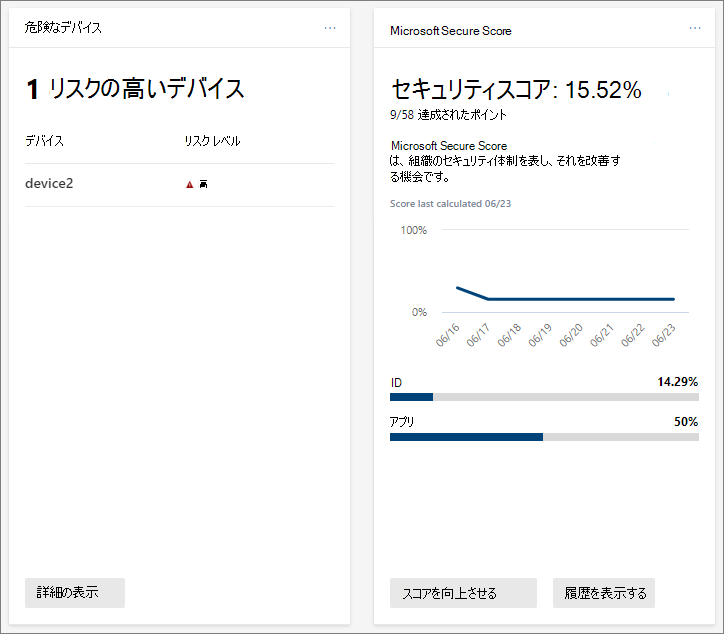 危険なデバイス
...
1 リスクの高いデバイス
デバイス リスク レベル
device2 高
詳細の表示
Microsoft Secure Score
...
セキュリティスコア: 15.52%
9/58 達成されたポイント
Microsoft Secure Score
は、組織のセキュリティ体制を表し、それを改善す
る機会です。
Score last calculated 06/23
100%
0%
06/16 06/17 06/18 06/19 06/20 06/21 06/22 06/23
ID 14.29%
アプリ 50%
スコアを向上させる 履歴を表示する